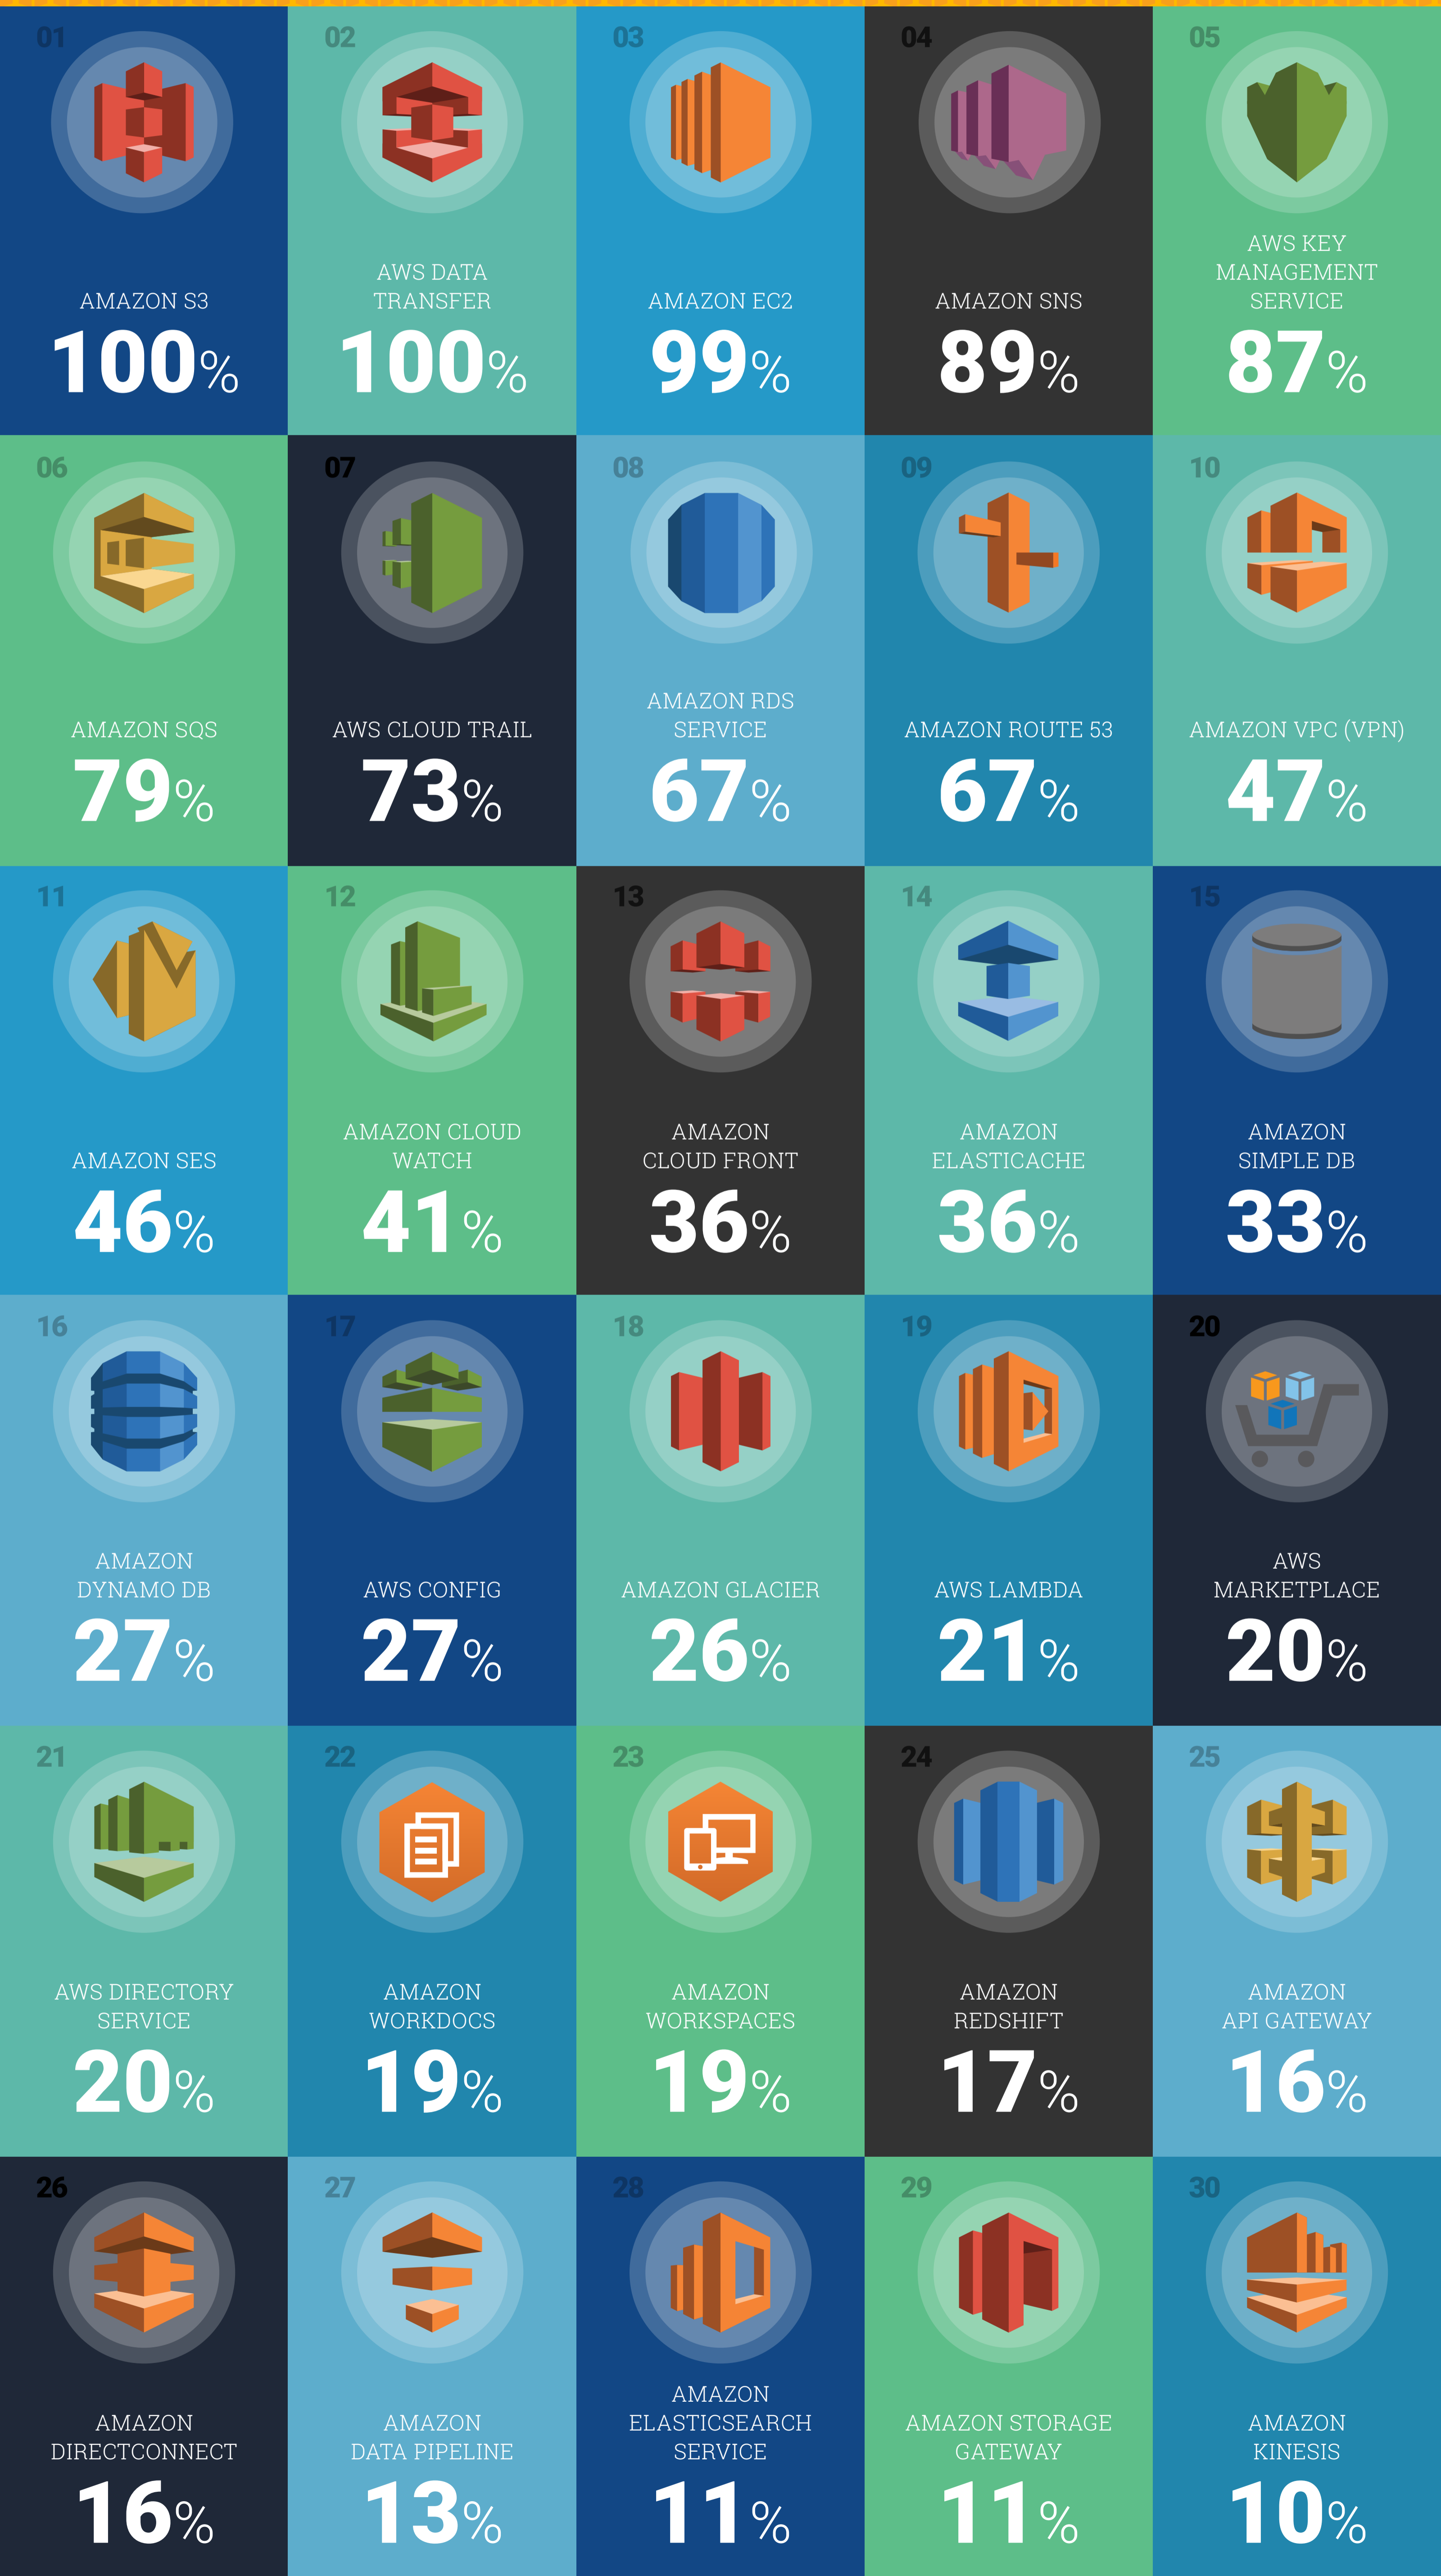 01
AMAZON S3
100%
02
AWS DATA
TRANSFER
100%
03
AMAZON EC2
99%
04
AMAZON SNS
89%
05
AWS KEY
MANAGEMENT
SERVICE
87%
06
AMAZON SQS
79%
07
AWS CLOUD TRAIL
73%
08
AMAZON RDS
SERVICE
67%
09
AMAZON ROUTE 53
67%
10
AMAZON VPC (VPN)
47%
11
AMAZON SES
46%
12
AMAZON CLOUD
WATCH
41%
13
AMAZON
CLOUD FRONT
36%
14
AMAZON
ELASTICACHE
36%
15
AMAZON
SIMPLE DB
33%
16
AMAZON
DYNAMO DB
27%
17
AWS CONFIG
27%
18
AMAZON GLACIER
26%
19
AWS LAMBDA
21%
20
AWS
MARKETPLACE
20%
21
AWS DIRECTORY
SERVICE
20%
22
AMAZON
WORKDOCS
19%
23
AMAZON
WORKSPACES
19%
24
AMAZON
REDSHIFT
17%
25
AMAZON
API GATEWAY
16%
26
AMAZON
DIRECTCONNECT
16%
27
AMAZON
DATA PIPELINE
13%
28
AMAZON
ELASTICSEARCH
SERVICE
11%
29
AMAZON STORAGE
GATEWAY
11%
30
AMAZON
KINESIS
10%